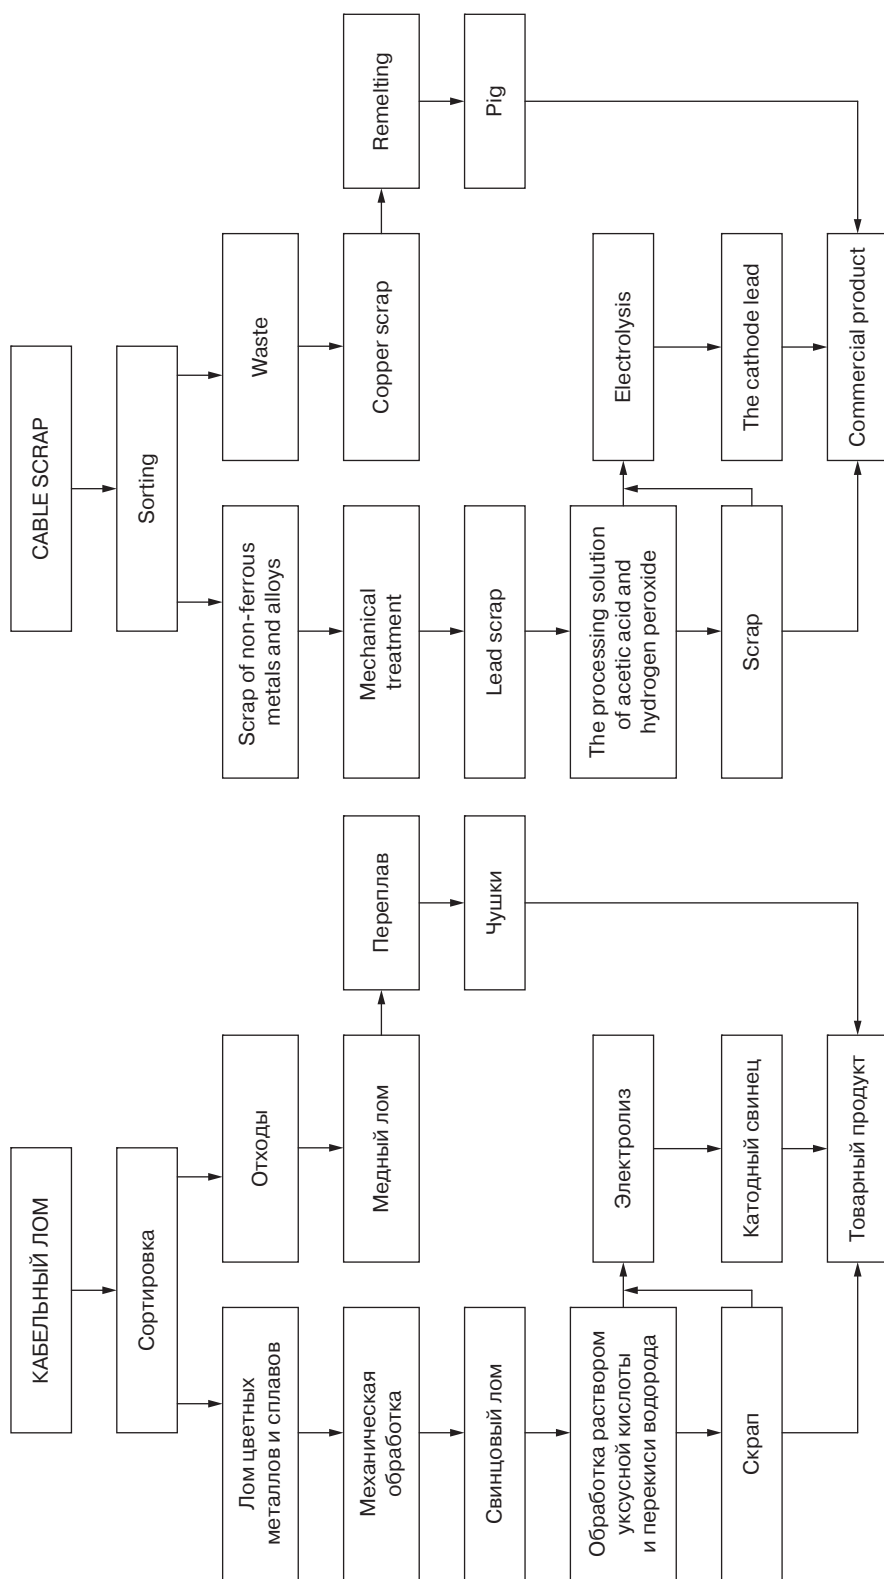 КАБЕЛЬНЫЙ ЛОМ
Сортировка
Лом цветных
металлов и сплавов
Отходы
Механическая
обработка
Медный лом
Переплав
Свинцовый лом
Чушки
Обработка раствором
уксусной кислоты
и перекиси водорода
Электролиз
Скрап
Катодный свинец
Товарный продукт
CABLE SCRAP
Sorting
Scrap of non-ferrous
metals and alloys
Waste
Mechanical
treatment
Copper scrap
Remelting
Lead scrap
Pig
The processing solution
of acetic acid and
hydrogen peroxide
Electrolysis
Scrap
The cathode lead
Commercial product